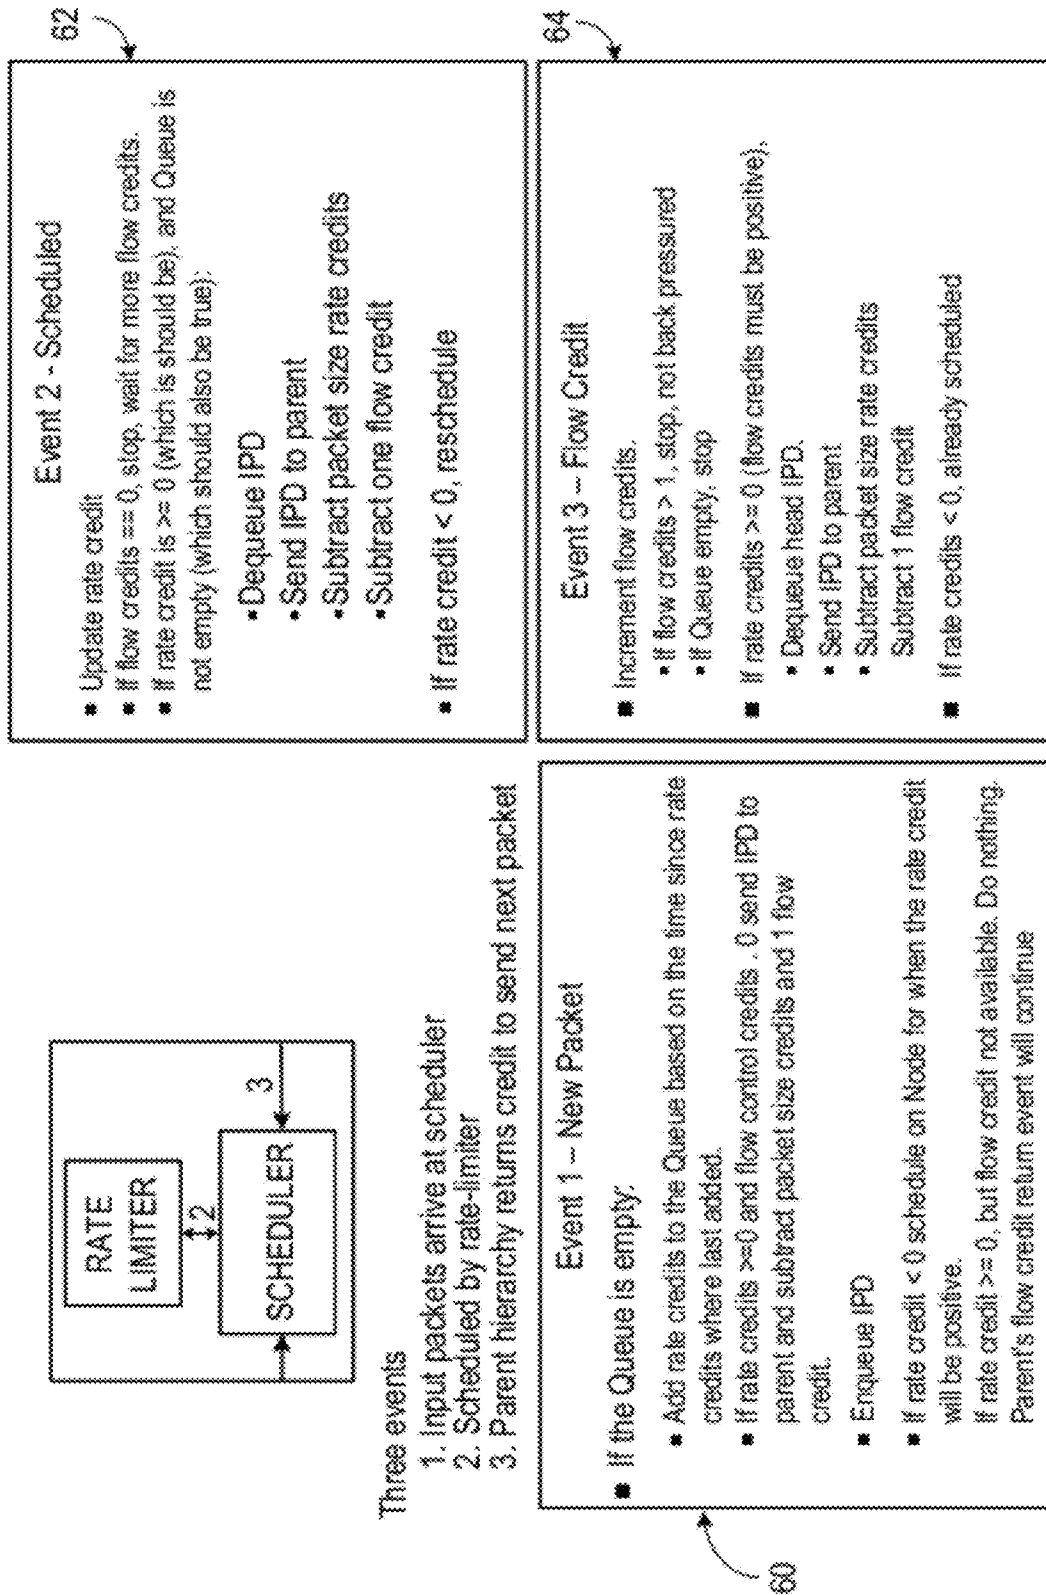 RATE
LIMITER
2
SCHEDULER
3
Three events
1. Input packets arrive at scheduler
2. Scheduled by rate-limiter
3. Parent hierarchy returns credit to send next packet
60
Event 1 – New Packet
■ If the Queue is empty:
■ Add rate credits to the Queue based on the time since rate
credits where last added.
■ If rate credits >=0 and flow control credits . 0 send IPD to
parent and subtract packet size credits and 1 flow
credit.
■ Enqueue IPD
■ If rate credit < 0 schedule on Node for when the rate credit
will be positive.
If rate credit >= 0, but flow credit not available. Do nothing.
Parent's flow credit return event will continue
62
Event 2 - Scheduled
■ Update rate credit
■ If flow credits == 0, stop, wait for more flow credits.
■ If rate credit is >= 0 (which is should be), and Queue is
not empty (which should also be true):
• Dequeue IPD
• Send IPD to parent
• Subtract packet size rate credits
• Subtract one flow credit
• If rate credit < 0, reschedule
64
Event 3 – Flow Credit
■ Increment flow credits.
• If flow credits > 1, stop, not back pressured
• If Queue empty, stop
■ If rate credits >= 0 (flow credits must be positive),
• Dequeue head IPD.
• Send IPD to parent
• Subtract packet size rate credits
Subtract 1 flow credit
■ If rate credits < 0, already scheduled